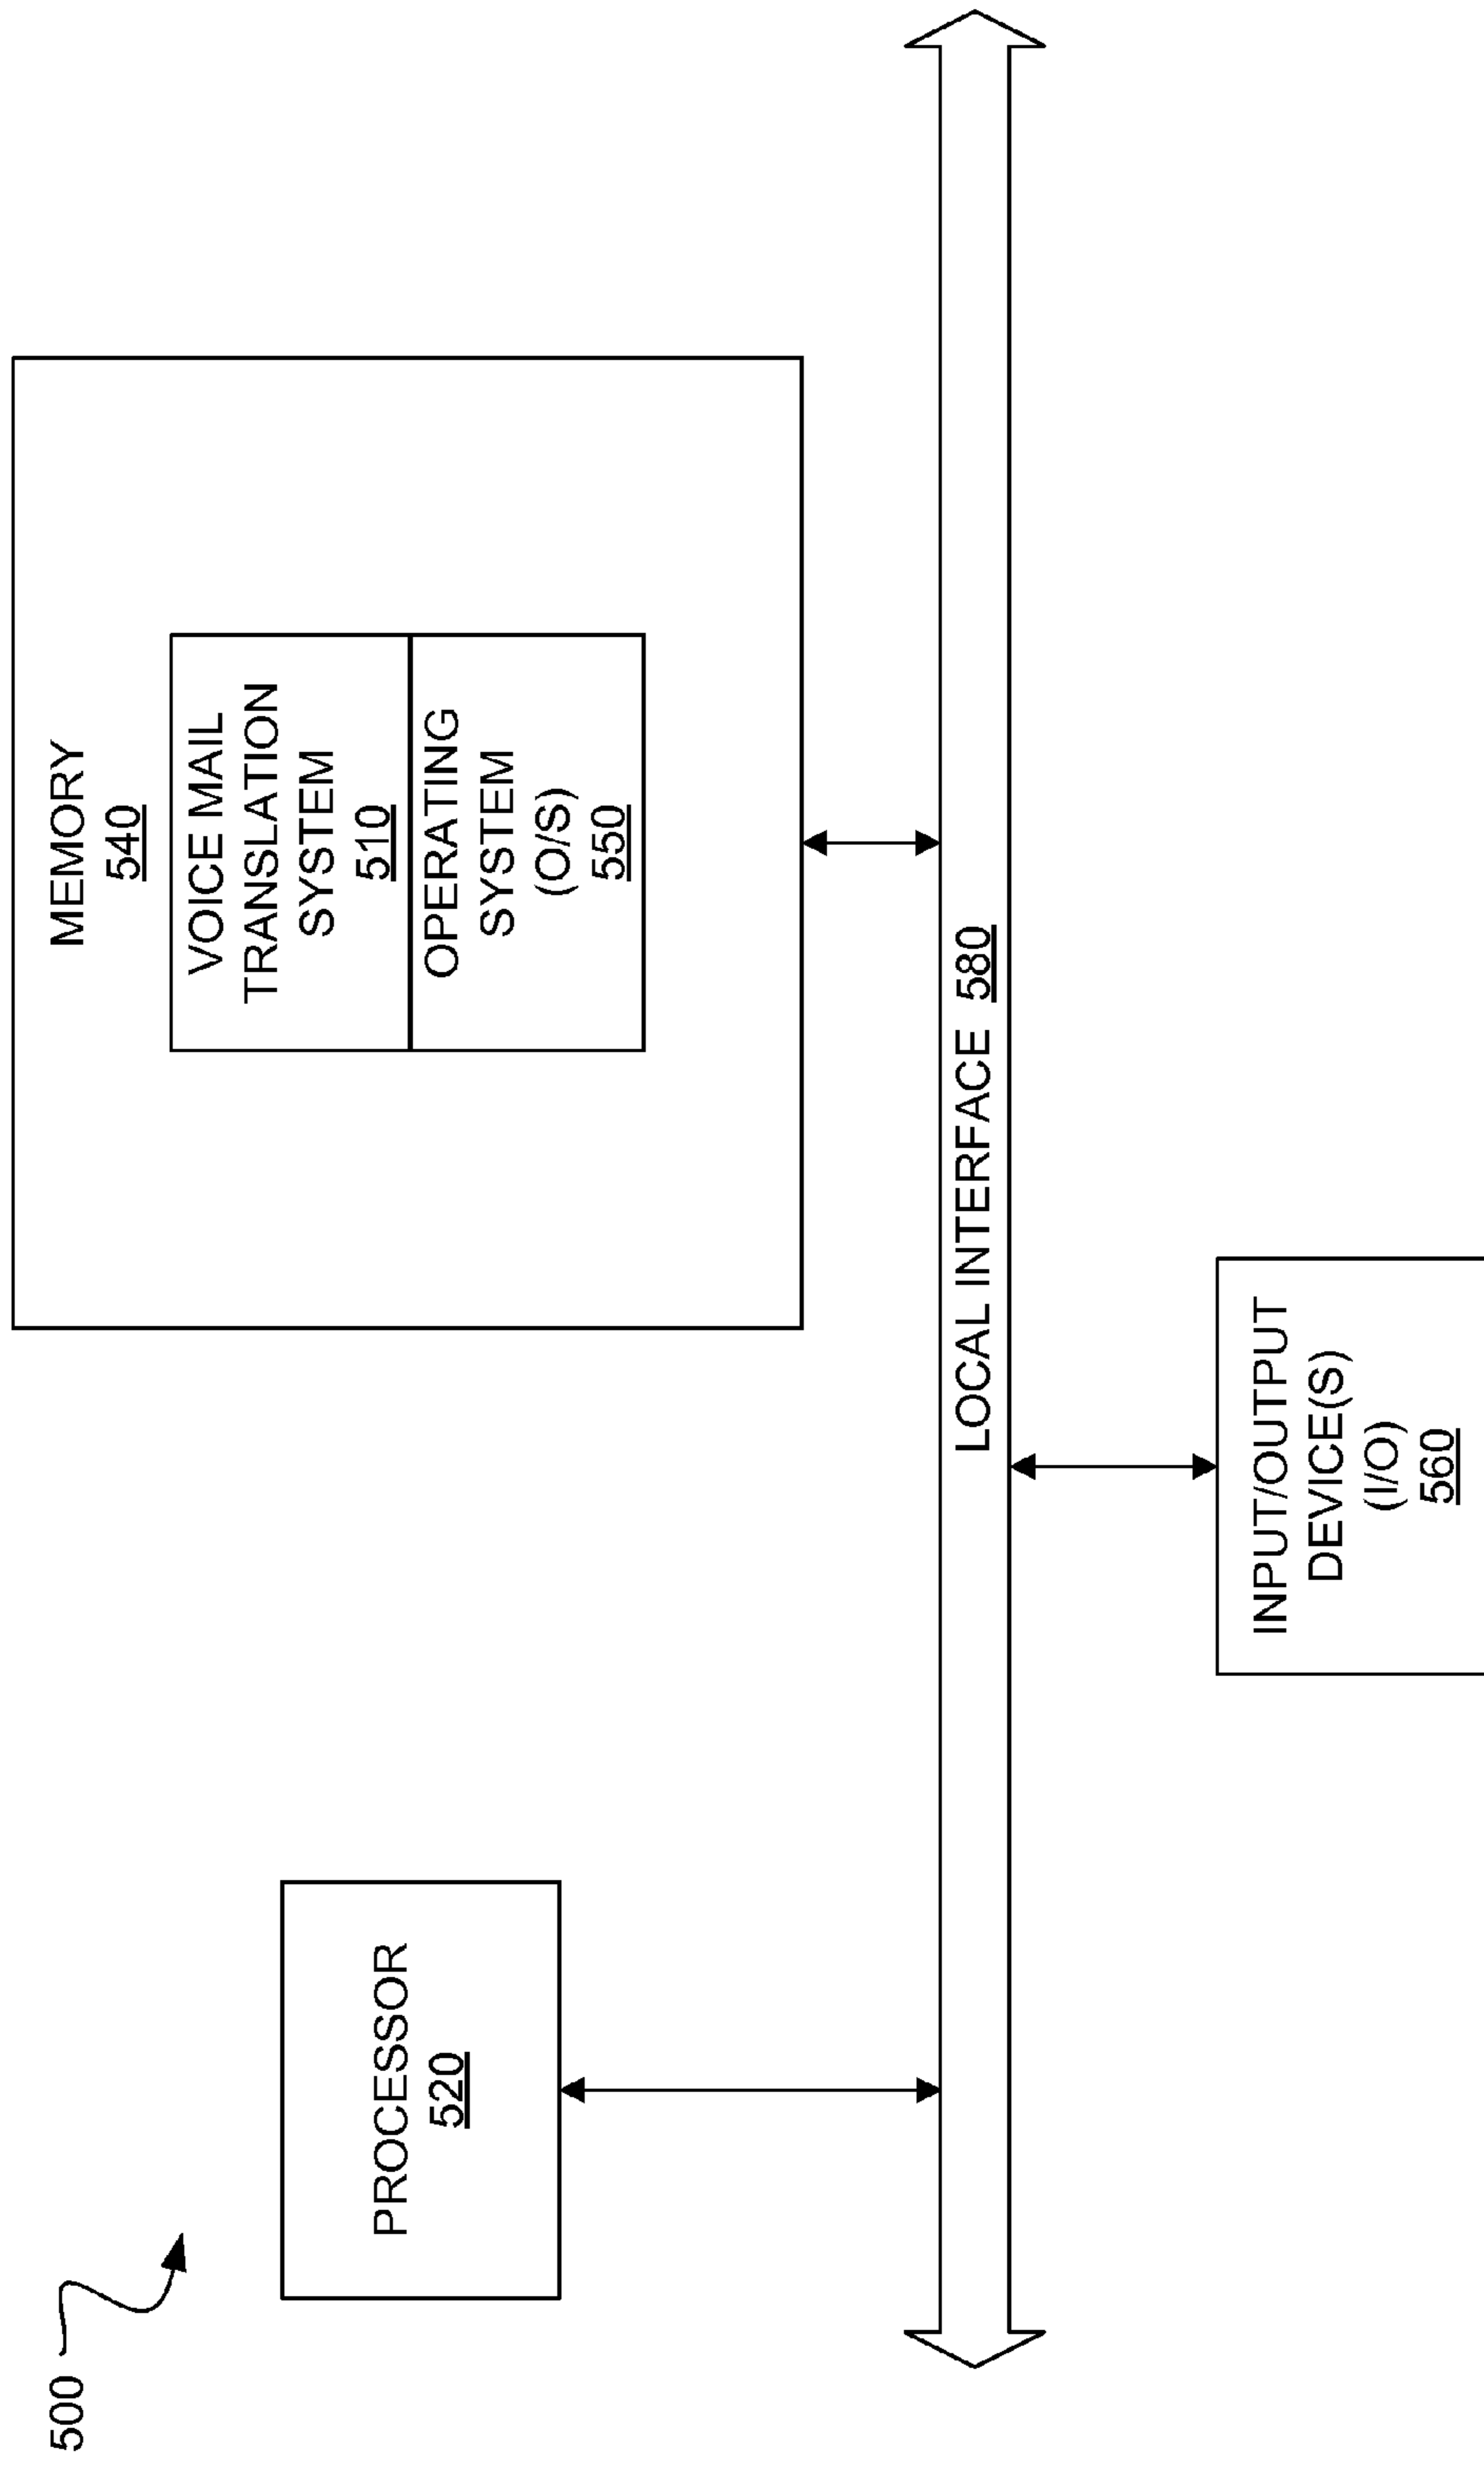 500
PROCESSOR
520
MEMORY
540
VOICE MAIL
TRANSLATION
SYSTEM
510
OPERATING
SYSTEM
(O/S)
550
LOCAL INTERFACE 580
INPUT/OUTPUT
DEVICE(S)
(I/O)
560